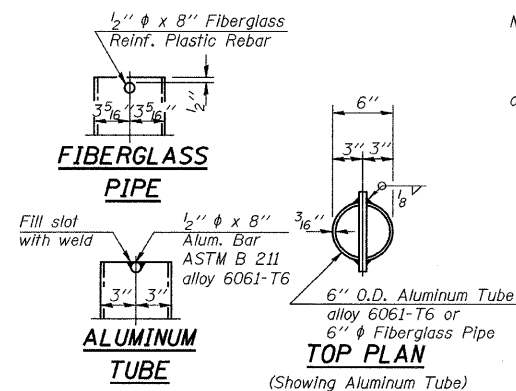 ½" ϕ x 8" Fiberglass
Reinf. Plastic Rebar
3 5/16" 3 5/16"
½"
FIBERGLASS
PIPE
Fill slot
with weld
½" ϕ x 8"
Alum. Bar
ASTM B 211
alloy 6061-T6
3" 3"
ALUMINUM
TUBE
6"
3" 3"
1/8
3/16"
6" O.D. Aluminum Tube
alloy 6061-T6 or
6" ϕ Fiberglass Pipe
TOP PLAN
(Showing Aluminum Tube)